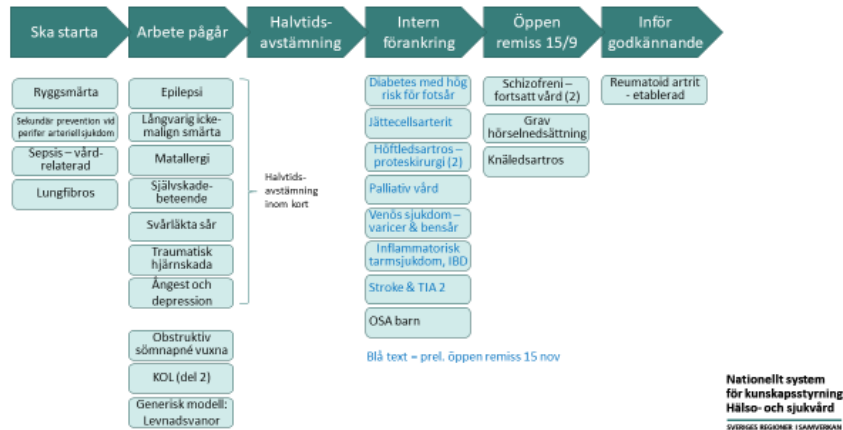 Ska starta
Arbete pågår
Halvtids-
avstämning
Intern
förankring
Öppen
remiss 15/9
Inför
godkännande
Ryggsmärta
Sekundär prevention vid
perifer arteriell sjukdom
Sepsis – vård-
relaterad
Lungfibros
Epilepsi
Långvarig icke-
malign smärta
Matallergi
Självskade-
beteende
Svårläkta sår
Traumatisk
hjärnskada
Ångest och
depression
Obstruktiv
sömnapné vuxna
KOL (del 2)
Generisk modell:
Levnadsvanor
Halvtids-
avstämning
inom kort
Diabetes med hög
risk för fotsår
Jättecellsarterit
Höftledsartros –
proteskirurgi (2)
Palliativ vård
Venös sjukdom –
varicer & bensår
Inflammatorisk
tarmsjukdom, IBD
Stroke & TIA 2
OSA barn
Blå text = prel. öppen remiss 15 nov
Schizofreni –
fortsatt vård (2)
Grav
hörselnedsättning
Knäledsartros
Reumatoid artrit
- etablerad
Nationellt system
för kunskapsstyrning
Hälso- och sjukvård
SVERIGES REGIONER I SAMVERKAN